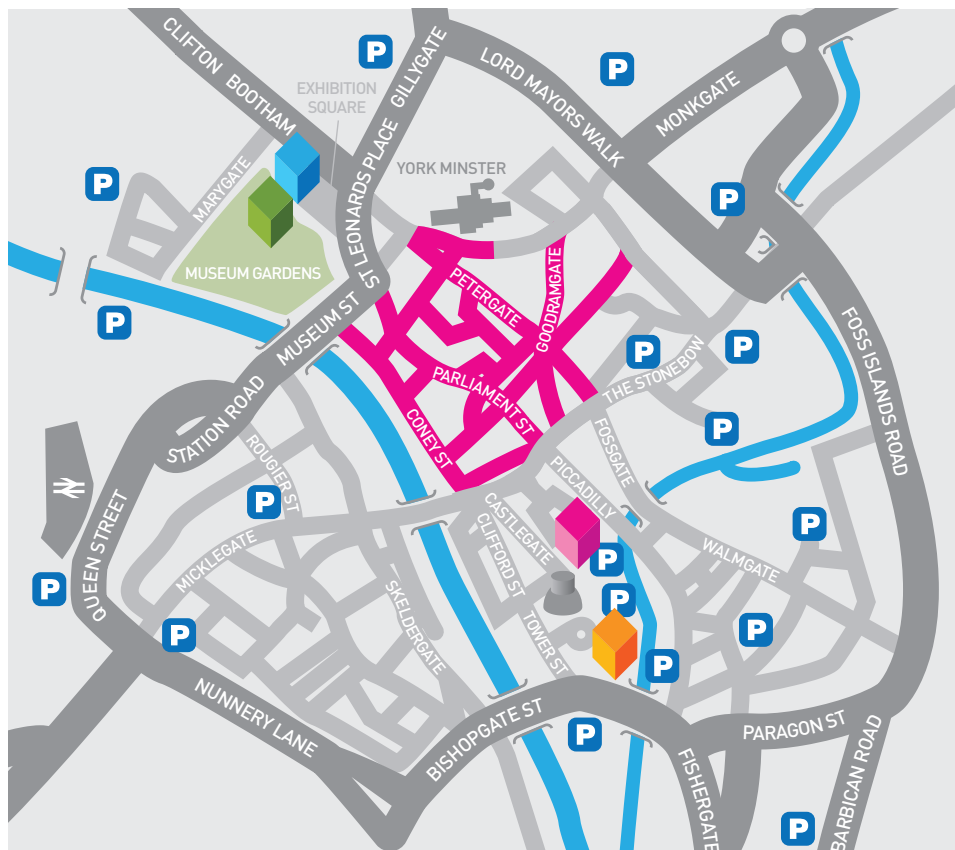 CLIFTON
BOOTHAM
P
GILLYGATE
LORD MAYORS WALK
P
MONKGATE
EXHIBITION
SQUARE
P
MARYGATE
ST LEONARDS PLACE
YORK MINSTER
P
MUSEUM GARDENS
PETERGATE
GOODRAMGATE
P
MUSEUM ST
FOSS ISLANDS ROAD
P
P
THE STONEBOW
PARLIAMENT ST
STATION ROAD
CONEY ST
P
ROUGIER ST
FOSSGATE
PICCADILLY
QUEEN STREET
P
MICKLEGATE
CASTLEGATE
CLIFFORD ST
P
WALMGATE
P
P
P
SKELDERGATE
TOWER ST
P
P
P
NUNNERY LANE
BISHOPGATE ST
P
PARAGON ST
FISHERGATE
BARBICAN ROAD
P